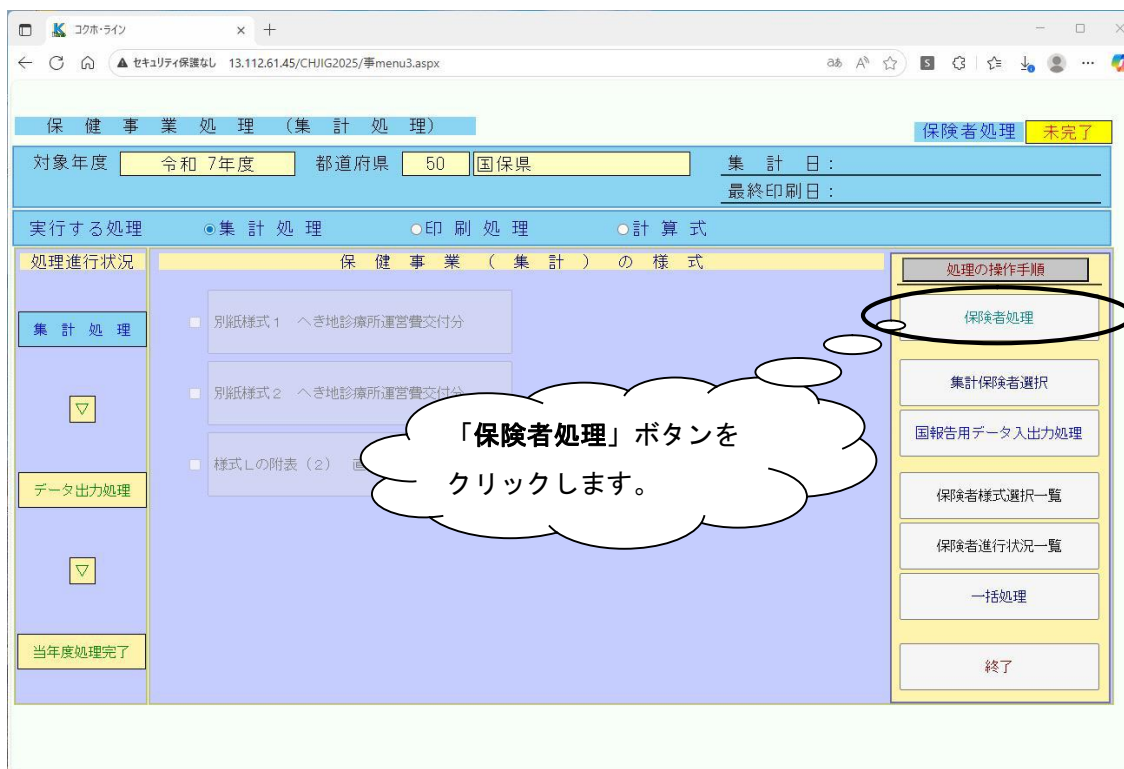 コクホ・ライン
セキュリティ保護なし 13.112.61.45/CHJIG2025/事menu3.aspx
保健事業処理(集計処理)
保険者処理 未完了
対象年度 令和 7年度 都道府県 50 国保県
集計日:
最終印刷日:
実行する処理 集計処理 印刷処理 計算式
処理進行状況
保健事業(集計)の様式
処理の操作手順
集計処理
▽
データ出力処理
▽
当年度処理完了
別紙様式1 へき地診療所運営費交付分
別紙様式2 へき地診療所運営費交付分
様式Lの附表(2)
「保険者処理」ボタンを
クリックします。
保険者処理
集計保険者選択
国報告用データ入出力処理
保険者様式選択一覧
保険者進行状況一覧
一括処理
終了